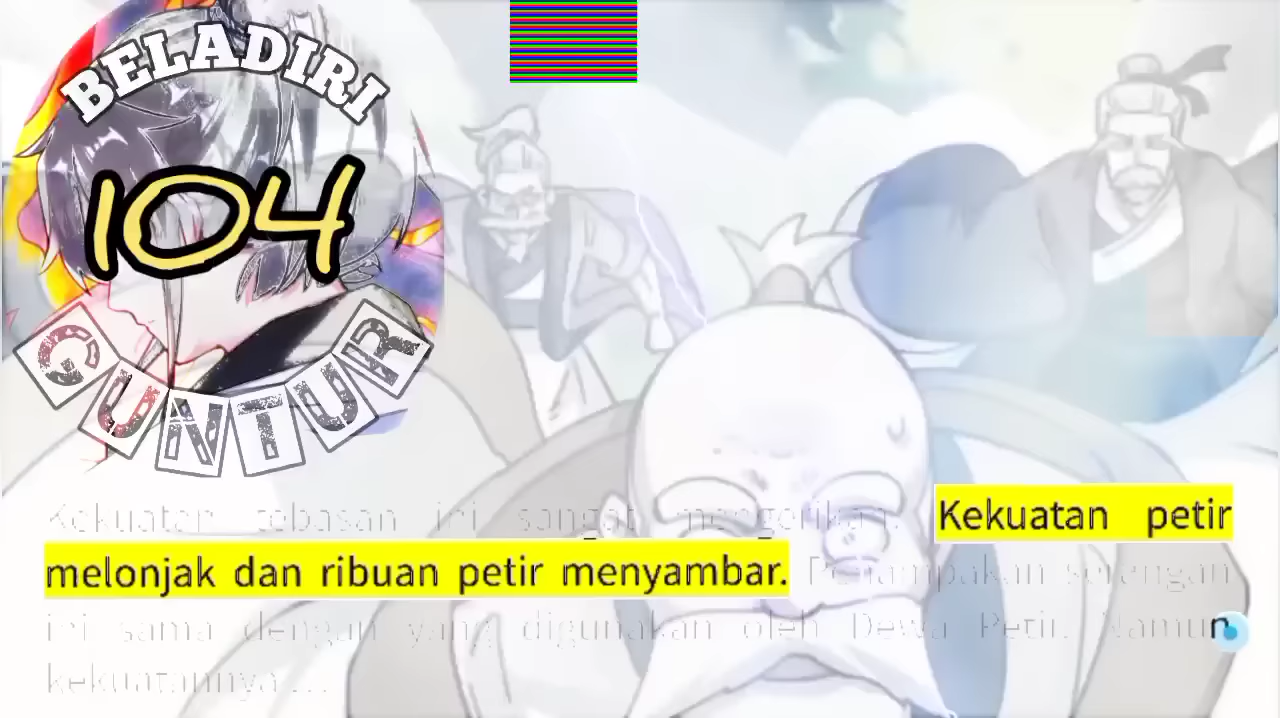 BELADIRI
104
GUNTUR
Kekuatan tebasan ini sangat mengerikan. Kekuatan petir
melonjak dan ribuan petir menyambar. Penampakan serangan
ini sama dengan yang digunakan oleh Dewa Petir. Namun
kekuatannya ...